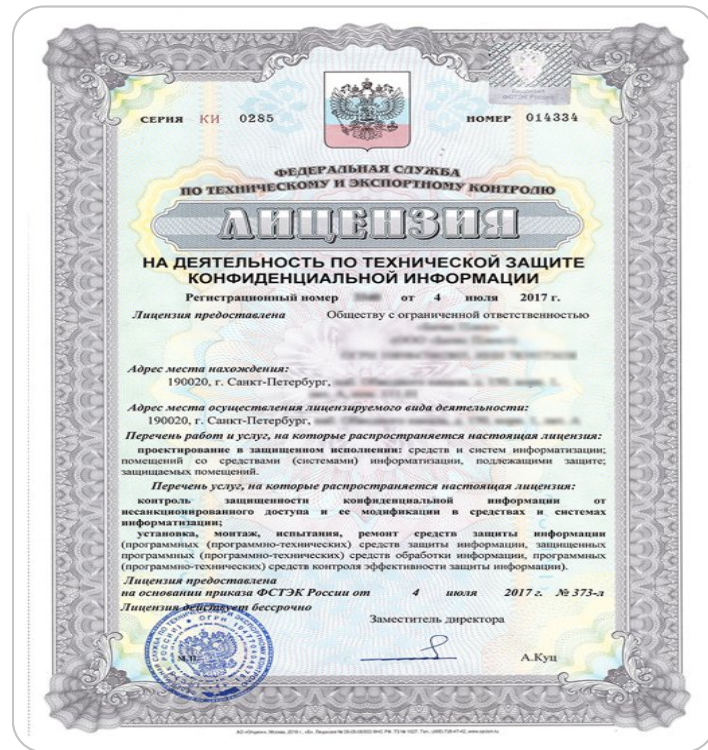 СЕРИЯ КИ 0285
НОМЕР 014334
ФЕДЕРАЛЬНАЯ СЛУЖБА
ПО ТЕХНИЧЕСКОМУ И ЭКСПОРТНОМУ КОНТРОЛЮ
ЛИЦЕНЗИЯ
НА ДЕЯТЕЛЬНОСТЬ ПО ТЕХНИЧЕСКОЙ ЗАЩИТЕ
КОНФИДЕНЦИАЛЬНОЙ ИНФОРМАЦИИ
Регистрационный номер от 4 июля 2017 г.
Лицензия предоставлена Обществу с ограниченной ответственностью
Адрес места нахождения:
190020, г. Санкт-Петербург,
Адрес места осуществления лицензируемого вида деятельности:
190020, г. Санкт-Петербург,
Перечень работ и услуг, на которые распространяется настоящая лицензия:
проектирование в защищенном исполнении: средств и систем информатизации;
помещений со средствами (системами) информатизации, подлежащими защите;
защищаемых помещений.
Перечень услуг, на которые распространяется настоящая лицензия:
контроль защищенности конфиденциальной информации от
несанкционированного доступа и ее модификации в средствах и системах
информатизации;
установка, монтаж, испытания, ремонт средств защиты информации
(программных (программно-технических) средств защиты информации, защищенных
программных (программно-технических) средств обработки информации, программных
(программно-технических) средств контроля эффективности защиты информации).
Лицензия предоставлена
на основании приказа ФСТЭК России от 4 июля 2017 г. № 373-л
Лицензия действует бессрочно
Заместитель директора
М.П.
А.Куц